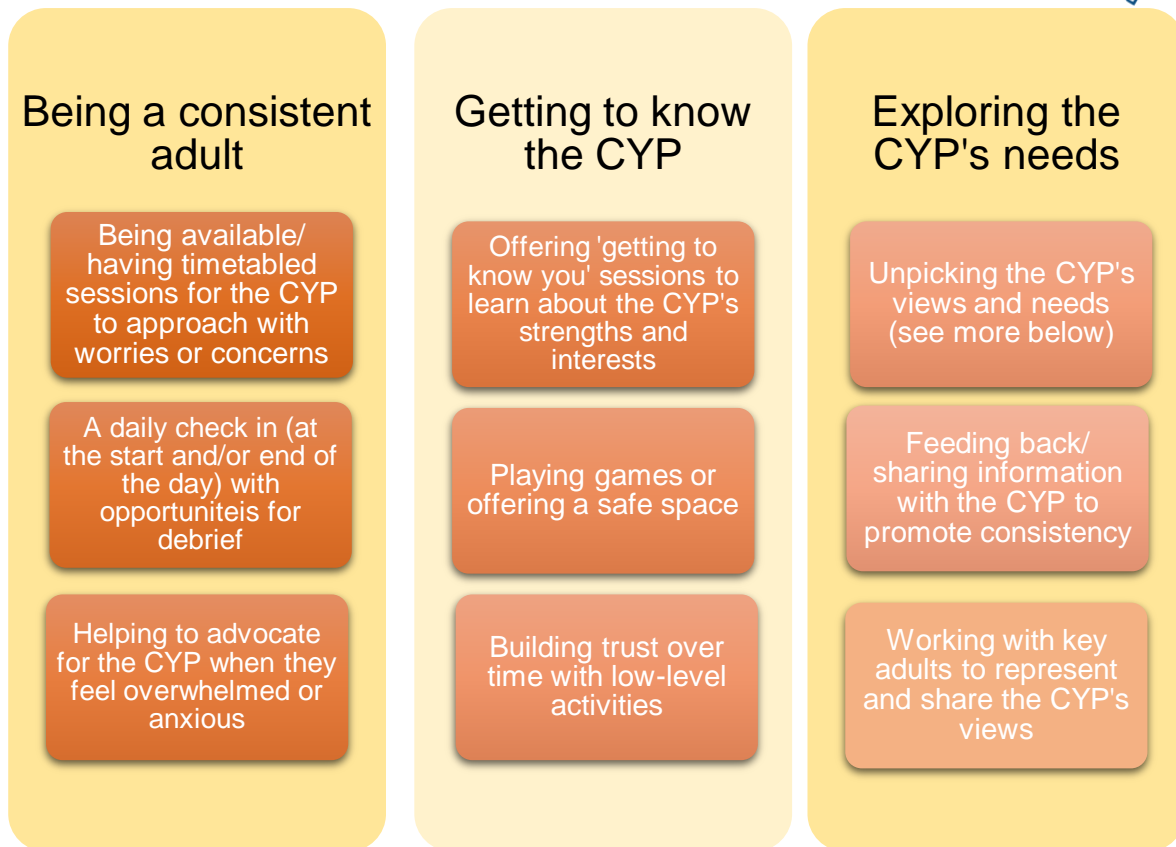 Being a consistent
adult
Being available/
having timetabled
sessions for the CYP
to approach with
worries or concerns
A daily check in (at
the start and/or end of
the day) with
opportuniteis for
debrief
Helping to advocate
for the CYP when they
feel overwhelmed or
anxious
Getting to know
the CYP
Offering 'getting to
know you' sessions to
learn about the CYP's
strengths and
interests
Playing games or
offering a safe space
Building trust over
time with low-level
activities
Exploring the
CYP's needs
Unpicking the CYP's
views and needs
(see more below)
Feeding back/
sharing information
with the CYP to
promote consistency
Working with key
adults to represent
and share the CYP's
views